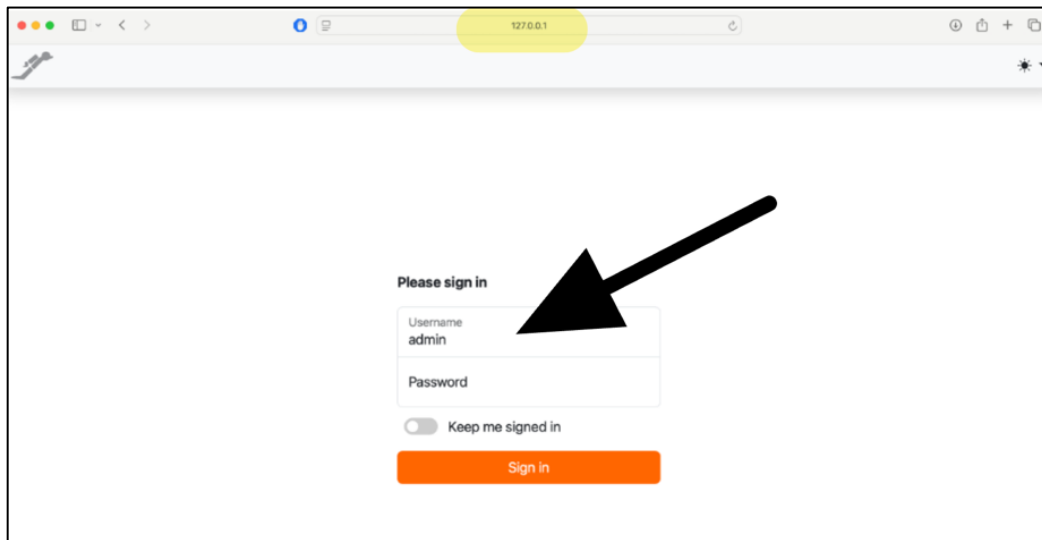 127.0.0.1
Please sign in
Username
admin
Password
Keep me signed in
Sign in